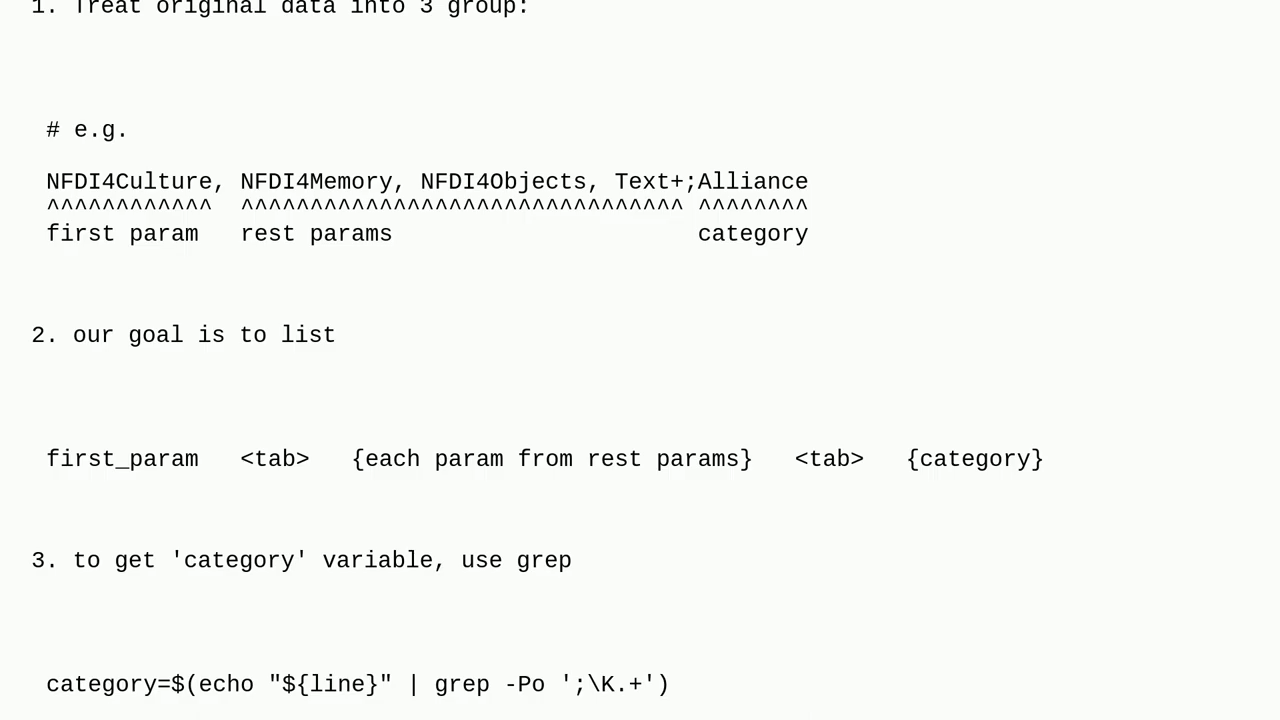 1. Treat original data into 3 group:
# e.g.
NFDI4Culture, NFDI4Memory, NFDI4Objects, Text+;Alliance
^^^^^^^^^^^^ ^^^^^^^^^^^^^^^^^^^^^^^^^^^^^^^^ ^^^^^^^^
first param rest params category
2. our goal is to list
first_param <tab> {each param from rest params} <tab> {category}
3. to get 'category' variable, use grep
category=$(echo "${line}" | grep -Po ';\K.+')